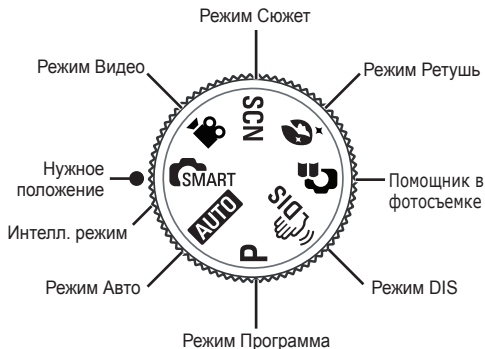 Режим Сюжет
Режим Видео
Режим Ретушь
SCN
Нужное
положение
SMART
Помощник в
фотосъемке
DIS
AUTO
Интелл. режим
P
Режим Авто
Режим DIS
Режим Программа